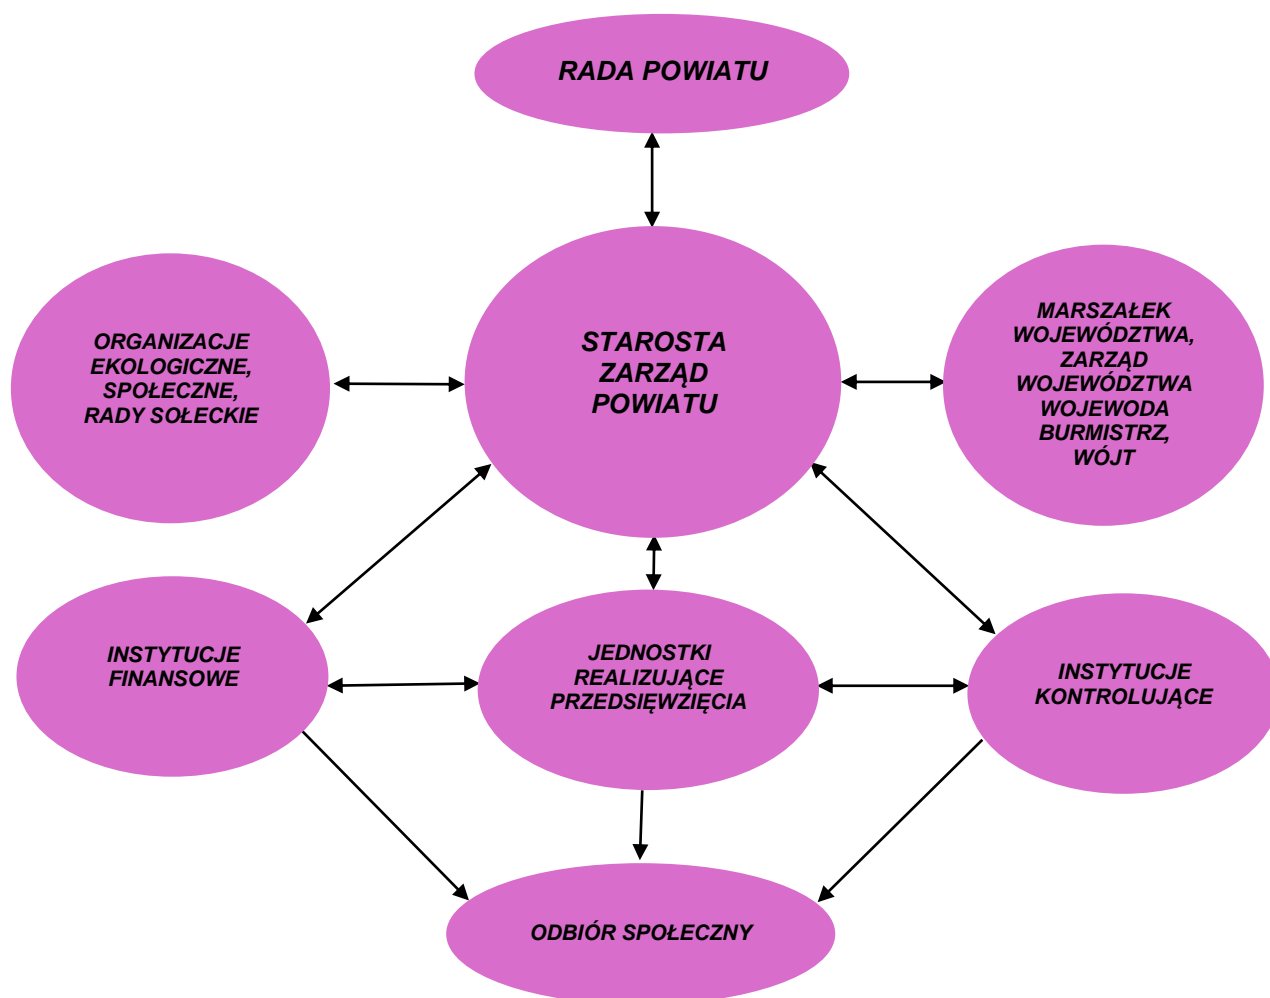 RADA POWIATU
ORGANIZACJE
EKOLOGICZNE,
SPOŁECZNE,
RADY SOŁECKIE
STAROSTA
ZARZĄD
POWIATU
MARSZAŁEK
WOJEWÓDZTWA,
ZARZĄD
WOJEWÓDZTWA
WOJEWODA
BURMISTRZ,
WÓJT
INSTYTUCJE
FINANSOWE
JEDNOSTKI
REALIZUJĄCE
PRZEDSIĘWZIĘCIA
INSTYTUCJE
KONTROLUJĄCE
ODBIÓR SPOŁECZNY